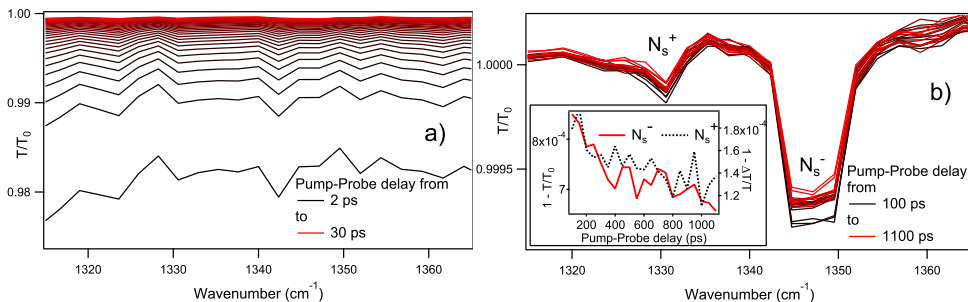 1.00
0.99
0.98
T/T0
a)
Pump-Probe delay from
2 ps
to
30 ps
1320 1330 1340 1350 1360
Wavenumber (cm-1)
1.0000
0.9995
T/T0
Ns+
Ns-
b)
8x10-4
7
1 - T/T0
Ns- Ns+
1.8x10-4
1.6
1.4
1.2
1 - ΔT/T
200 400 600 800 1000
Pump-Probe delay (ps)
Pump-Probe delay
from
100 ps
to
1100 ps
1320 1330 1340 1350 1360
Wavenumber (cm-1)